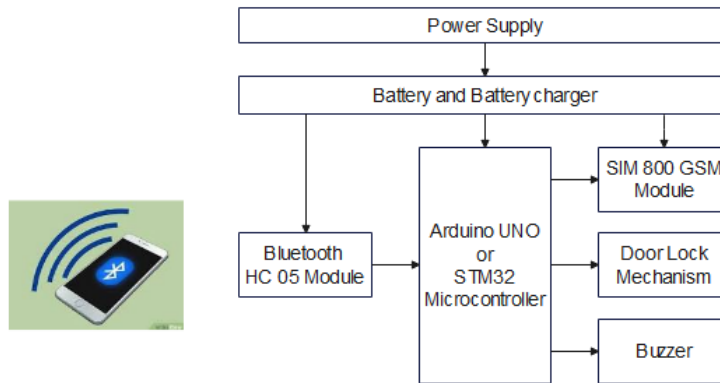 Power Supply
Battery and Battery charger
SIM 800 GSM
Module
Arduino UNO
or
STM32
Microcontroller
Bluetooth
HC 05 Module
Door Lock
Mechanism
Buzzer